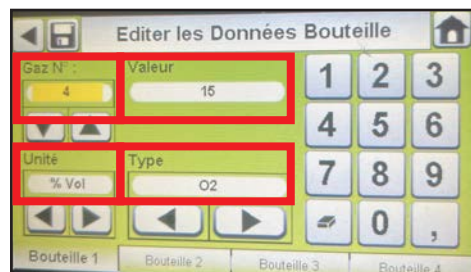 Editer les Données Bouteille
Gaz N° : Valeur
4 15
1 2 3
4 5 6
Unité Type
% Vol O2
7 8 9
0 ,
Bouteille 1 Bouteille 2 Bouteille 3 Bouteille 4